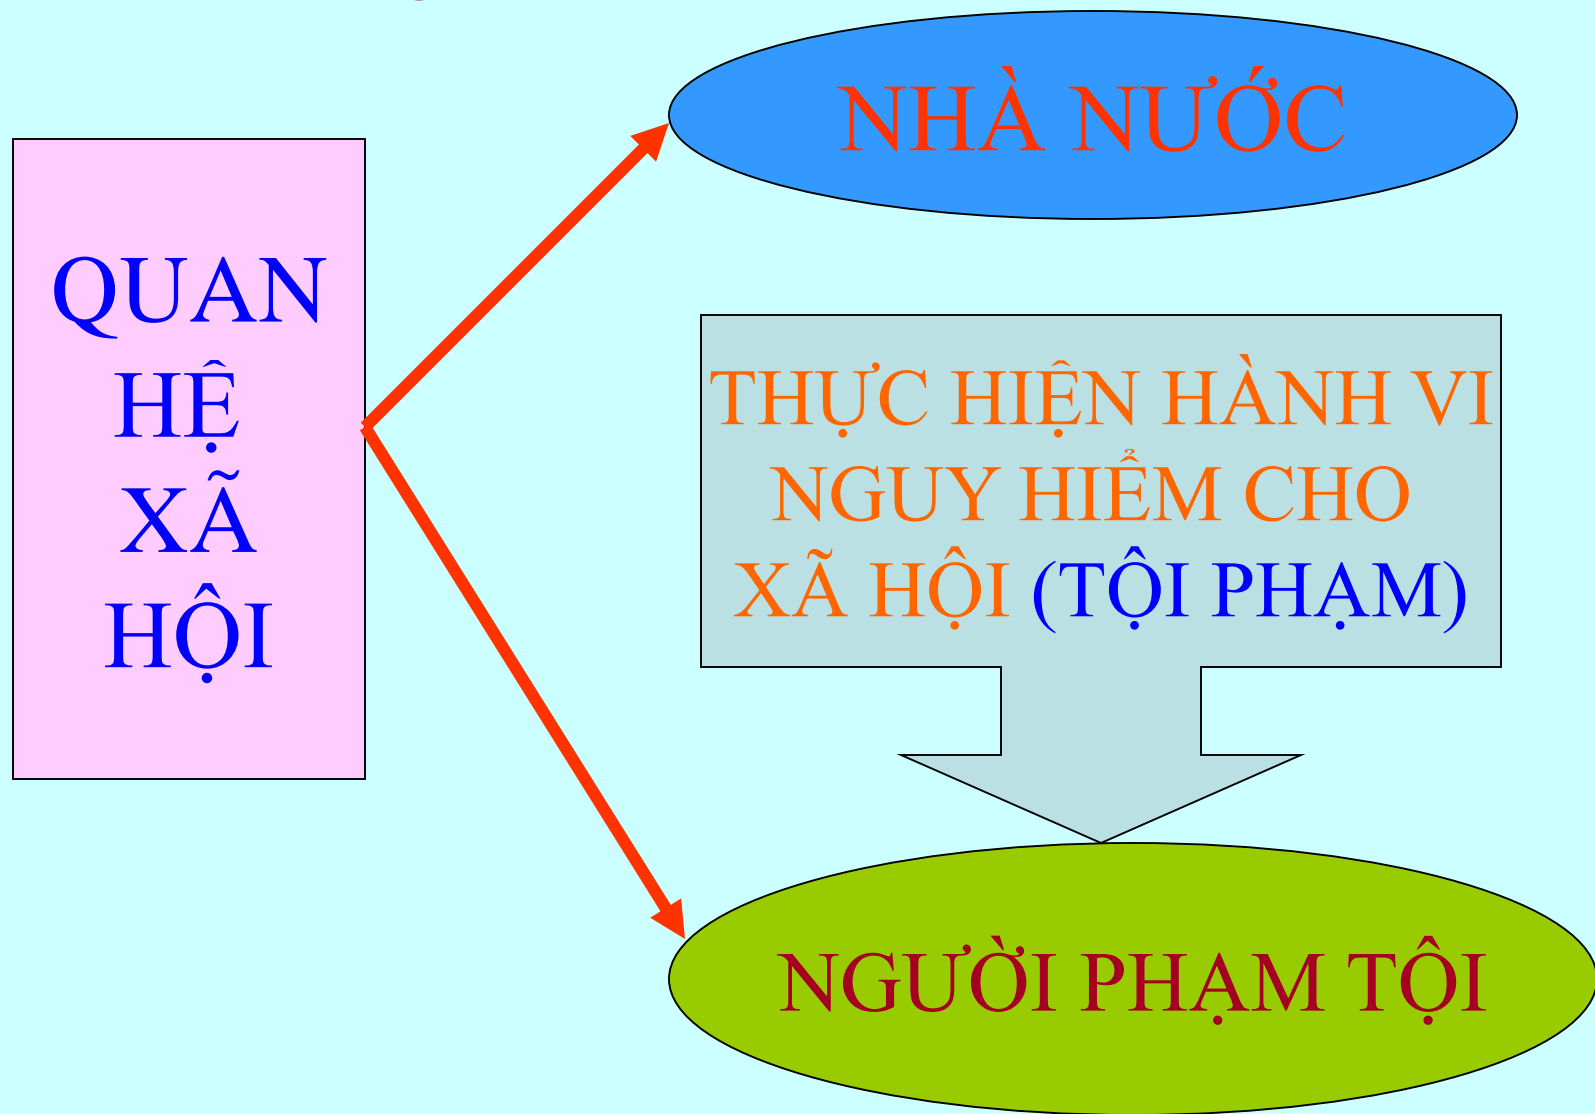 NHÀ NƯỚC
QUAN
HỆ
XÃ
HỘI
THỰC HIỆN HÀNH VI
NGUY HIỂM CHO
XÃ HỘI (TỘI PHẠM)
NGƯỜI PHẠM TỘI